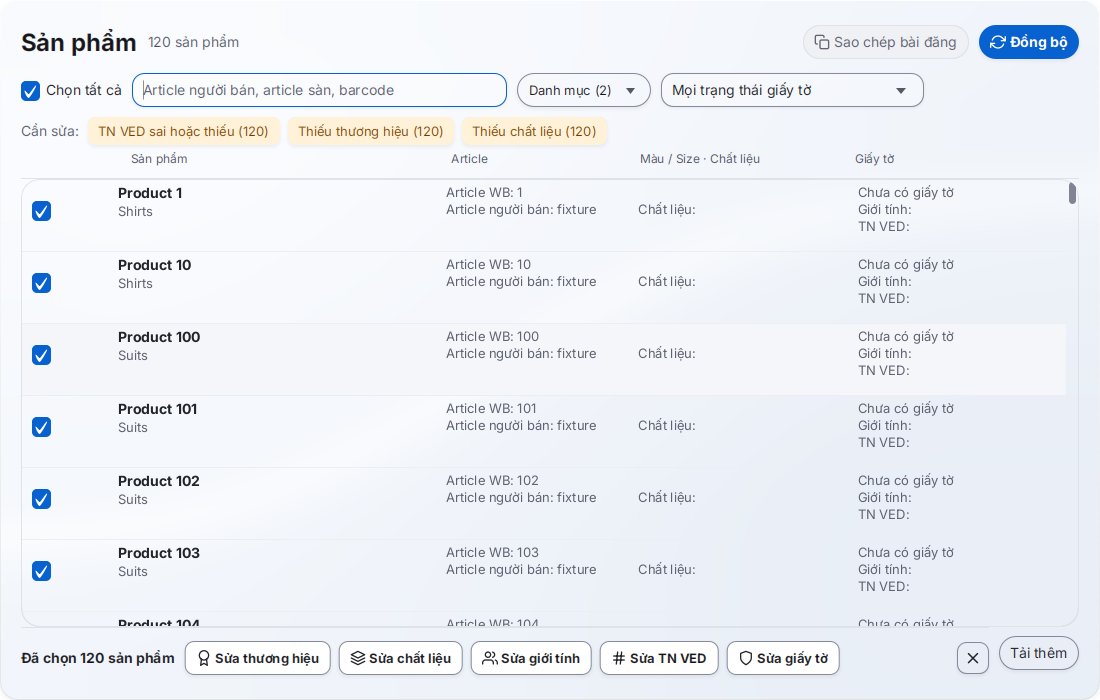 Sản phẩm 120 sản phẩm Sao chép bài đăng Đồng bộ
Chọn tất cả Article người bán, article sàn, barcode Danh mục (2) Mọi trạng thái giấy tờ
Cần sửa: TN VED sai hoặc thiếu (120) Thiếu thương hiệu (120) Thiếu chất liệu (120)
Sản phẩm Article Màu / Size · Chất liệu Giấy tờ
Product 1 Article WB: 1 Chưa có giấy tờ
Shirts Article người bán: fixture Chất liệu: Giới tính:
TN VED:
Product 10 Article WB: 10 Chưa có giấy tờ
Shirts Article người bán: fixture Chất liệu: Giới tính:
TN VED:
Product 100 Article WB: 100 Chưa có giấy tờ
Suits Article người bán: fixture Chất liệu: Giới tính:
TN VED:
Product 101 Article WB: 101 Chưa có giấy tờ
Suits Article người bán: fixture Chất liệu: Giới tính:
TN VED:
Product 102 Article WB: 102 Chưa có giấy tờ
Suits Article người bán: fixture Chất liệu: Giới tính:
TN VED:
Product 103 Article WB: 103 Chưa có giấy tờ
Suits Article người bán: fixture Chất liệu: Giới tính:
TN VED:
Product 104 Article WB: 104 Chưa có giấy tờ
Đã chọn 120 sản phẩm Sửa thương hiệu Sửa chất liệu Sửa giới tính Sửa TN VED Sửa giấy tờ Tải thêm